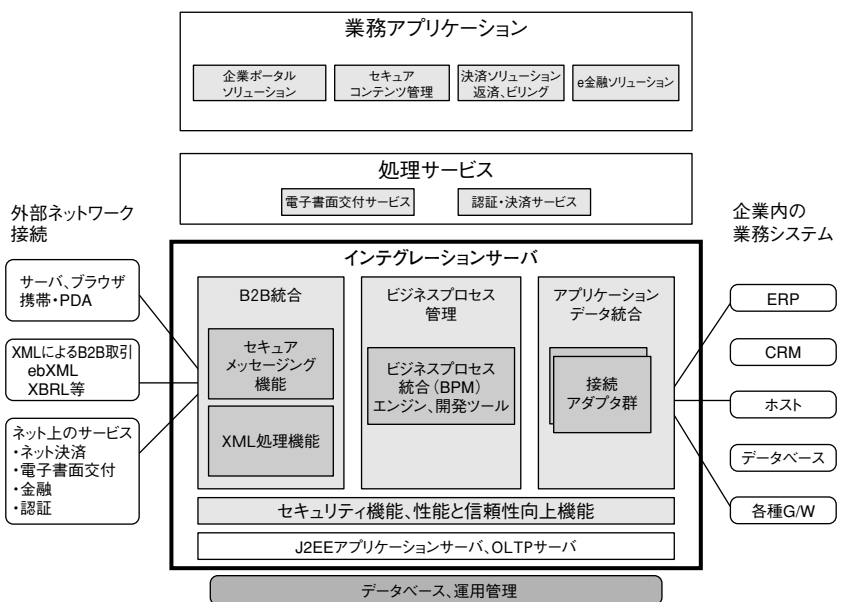 業務アプリケーション
企業ポータル
ソリューション
セキュア
コンテンツ管理
決済ソリューション
返済、ビリング
e金融ソリューション
処理サービス
電子書面交付サービス
認証・決済サービス
外部ネットワーク
接続
サーバ、ブラウザ
携帯・PDA
XMLによるB2B取引
ebXML
XBRL等
ネット上のサービス
・ネット決済
・電子書面交付
・金融
・認証
インテグレーションサーバ
B2B統合
セキュア
メッセージング
機能
XML処理機能
ビジネスプロセス
管理
ビジネスプロセス
統合(BPM)
エンジン、開発ツール
アプリケーション
データ統合
接続
アダプタ群
セキュリティ機能、性能と信頼性向上機能
J2EEアプリケーションサーバ、OLTPサーバ
データベース、運用管理
企業内の
業務システム
ERP
CRM
ホスト
データベース
各種G/W